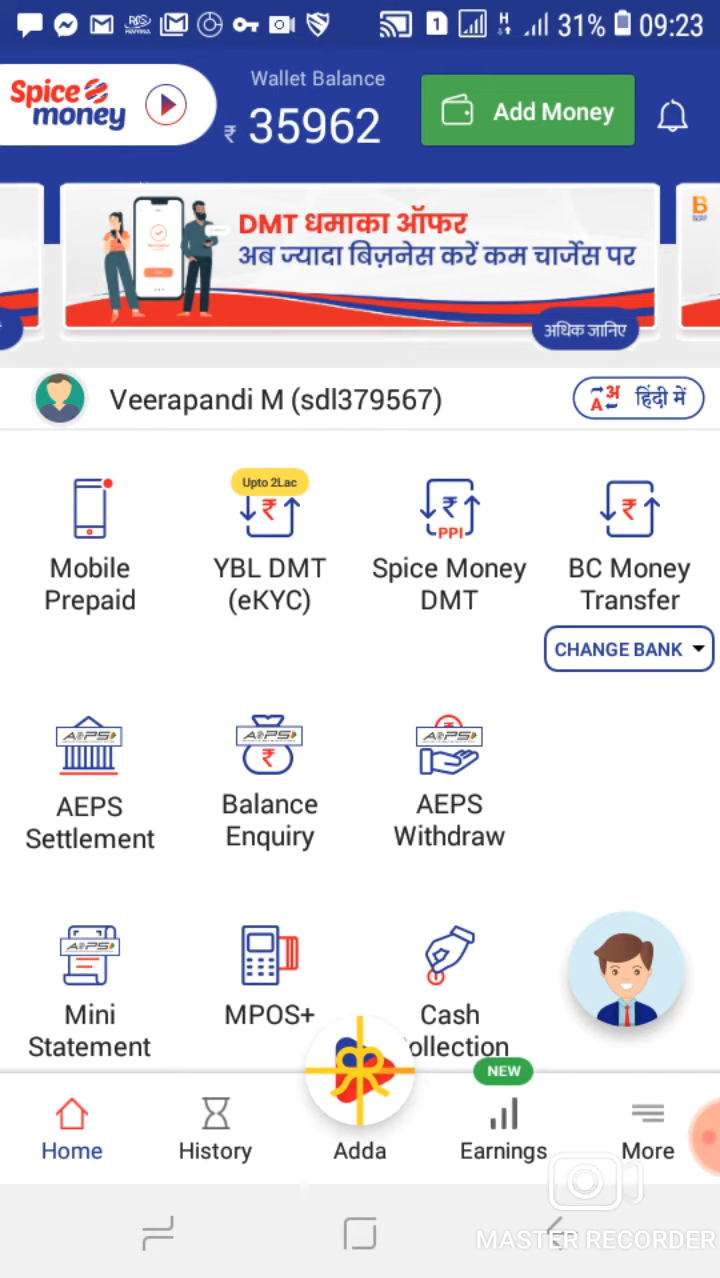 1 H 31% 09:23
Spice money
Wallet Balance
₹ 35962
Add Money
DMT धमाका ऑफर
अब ज्यादा बिज़नेस करें कम चार्जेस पर
अधिक जानिए
B
Veerapandi M (sdl379567)
अ A हिंदी में
Upto 2Lac
₹ ₹ PPI ₹
Mobile Prepaid
YBL DMT (eKYC)
Spice Money DMT
BC Money Transfer
CHANGE BANK
AEPS AEPS ₹ AEPS
AEPS Settlement
Balance Enquiry
AEPS Withdraw
AEPS
Mini Statement
MPOS+
Cash ollection
NEW
Home
History
Adda
Earnings
More
MASTER RECORDER